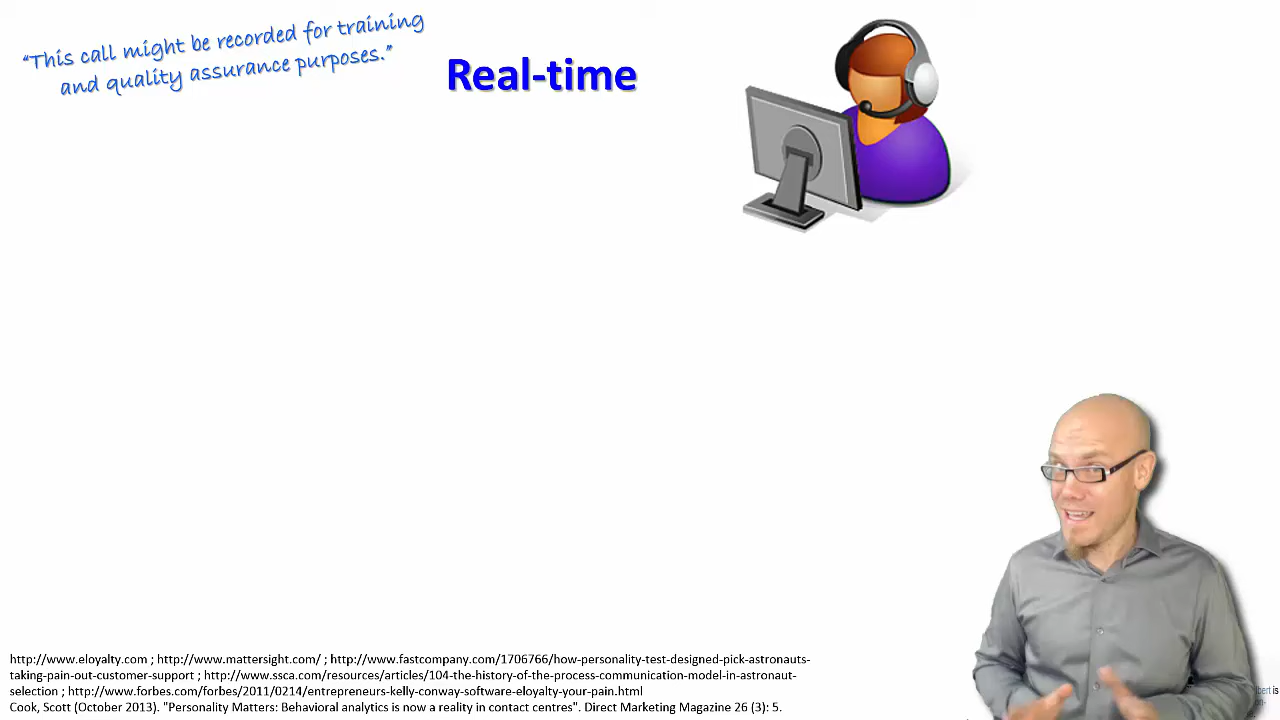 “This call might be recorded for training
and quality assurance purposes.”
Real-time
http://www.eloyalty.com ; http://www.mattersight.com/ ; http://www.fastcompany.com/1706766/how-personality-test-designed-pick-astronauts-
taking-pain-out-customer-support ; http://www.ssca.com/resources/articles/104-the-history-of-the-process-communication-model-in-astronaut-
selection ; http://www.forbes.com/forbes/2011/0214/entrepreneurs-kelly-conway-software-eloyalty-your-pain.html
Cook, Scott (October 2013). "Personality Matters: Behavioral analytics is now a reality in contact centres". Direct Marketing Magazine 26 (3): 5.